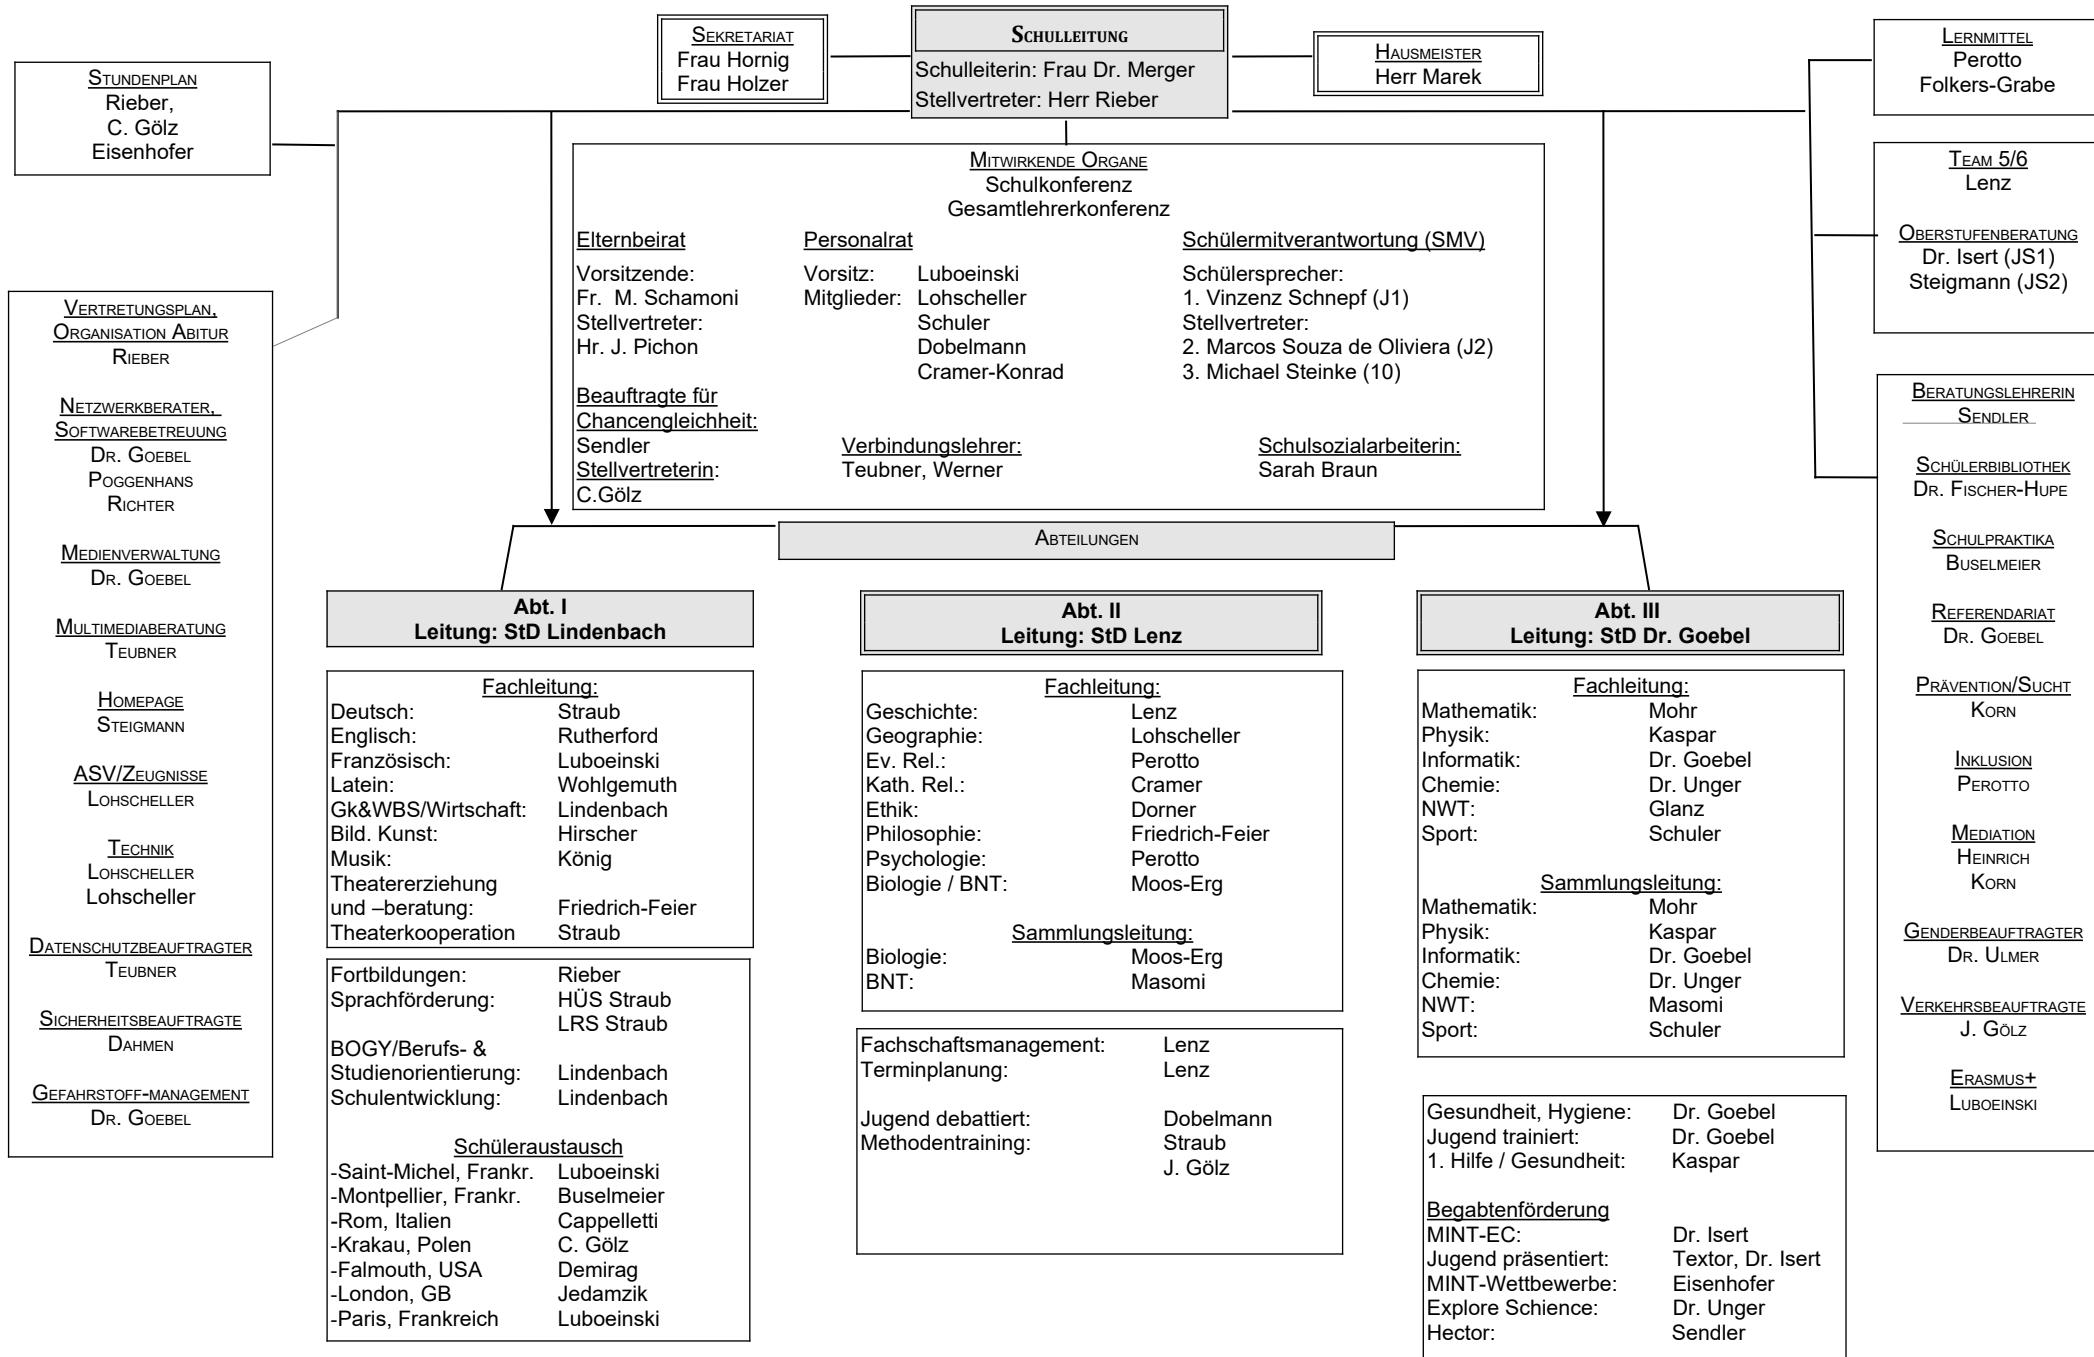 SEKRETARIAT
Frau Hornig
Frau Holzer
SCHULLEITUNG
Schulleiterin: Frau Dr. Merger
Stellvertreter: Herr Rieber
HAUSMEISTER
Herr Marek
LERNMITTEL
Perotto
Folkers-Grabe
STUNDENPLAN
Rieber,
C. Gölz
Eisenhofer
TEAM 5/6
Lenz
OBERSTUFENBERATUNG
Dr. Isert (JS1)
Steigmann (JS2)
MITWIRKENDE ORGANE
Schulkonferenz
Gesamtlehrerkonferenz
Elternbeirat
Vorsitzende:
Fr. M. Schamoni
Stellvertreter:
Hr. J. Pichon
Beauftragte für
Chancengleichheit:
Sendler
Stellvertreterin:
C.Gölz
Personalrat
Vorsitz: Luboeinski
Mitglieder: Lohscheller
Schuler
Dobelmann
Cramer-Konrad
Verbindungslehrer:
Teubner, Werner
Schülermitverantwortung (SMV)
Schülersprecher:
1. Vinzenz Schnepf (J1)
Stellvertreter:
2. Marcos Souza de Oliviera (J2)
3. Michael Steinke (10)
Schulsozialarbeiterin:
Sarah Braun
VERTRETUNGSPLAN,
ORGANISATION ABITUR
RIEBER
NETZWERKBERATER,
SOFTWAREBETREUUNG
DR. GOEBEL
POGGENHANS
RICHTER
MEDIENVERWALTUNG
DR. GOEBEL
MULTIMEDIABERATUNG
TEUBNER
HOMEPAGE
STEIGMANN
ASV/ZEUGNISSE
LOHSCHELLER
TECHNIK
LOHSCHELLER
Lohscheller
DATENSCHUTZBEAUFTRAGTER
TEUBNER
SICHERHEITSBEAUFTRAGTE
DAHMEN
GEFAHRSTOFF-MANAGEMENT
DR. GOEBEL
ABTEILUNGEN
Abt. I
Leitung: StD Lindenbach
Fachleitung:
Deutsch: Straub
Englisch: Rutherford
Französisch: Luboeinski
Latein: Wohlgemuth
Gk&WBS/Wirtschaft: Lindenbach
Bild. Kunst: Hirscher
Musik: König
Theatererziehung
und –beratung: Friedrich-Feier
Theaterkooperation Straub
Fortbildungen: Rieber
Sprachförderung: HÜS Straub
LRS Straub
BOGY/Berufs- &
Studienorientierung: Lindenbach
Schulentwicklung: Lindenbach
Schüleraustausch
-Saint-Michel, Frankr. Luboeinski
-Montpellier, Frankr. Buselmeier
-Rom, Italien Cappelletti
-Krakau, Polen C. Gölz
-Falmouth, USA Demirag
-London, GB Jedamzik
-Paris, Frankreich Luboeinski
Abt. II
Leitung: StD Lenz
Fachleitung:
Geschichte: Lenz
Geographie: Lohscheller
Ev. Rel.: Perotto
Kath. Rel.: Cramer
Ethik: Dorner
Philosophie: Friedrich-Feier
Psychologie: Perotto
Biologie / BNT: Moos-Erg
Sammlungsleitung:
Biologie: Moos-Erg
BNT: Masomi
Fachschaftsmanagement: Lenz
Terminplanung: Lenz
Jugend debattiert: Dobelmann
Methodentraining: Straub
J. Gölz
Abt. III
Leitung: StD Dr. Goebel
Fachleitung:
Mathematik: Mohr
Physik: Kaspar
Informatik: Dr. Goebel
Chemie: Dr. Unger
NWT: Glanz
Sport: Schuler
Sammlungsleitung:
Mathematik: Mohr
Physik: Kaspar
Informatik: Dr. Goebel
Chemie: Dr. Unger
NWT: Masomi
Sport: Schuler
Gesundheit, Hygiene: Dr. Goebel
Jugend trainiert: Dr. Goebel
1. Hilfe / Gesundheit: Kaspar
Begabtenförderung
MINT-EC: Dr. Isert
Jugend präsentiert: Textor, Dr. Isert
MINT-Wettbewerbe: Eisenhofer
Explore Schience: Dr. Unger
Hector: Sendler
BERATUNGSLEHRERIN
SENDLER
SCHÜLERBIBLIOTHEK
DR. FISCHER-HUPE
SCHULPRAKTIKA
BUSELMEIER
REFERENDARIAT
DR. GOEBEL
PRÄVENTION/SUCHT
KORN
INKLUSION
PEROTTO
MEDIATION
HEINRICH
KORN
GENDERBEAUFTRAGTER
DR. ULMER
VERKEHRSBEAUFTRAGTE
J. GÖLZ
ERASMUS+
LUBOEINSKI